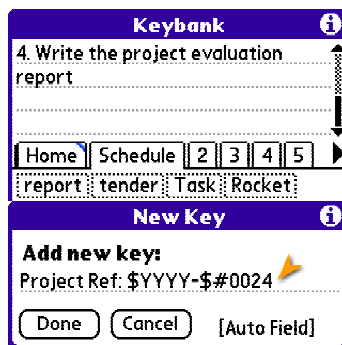 Keybank
4. Write the project evaluation
report
Home Schedule 2 3 4 5
report tender Task Rocket
New Key
Add new key:
Project Ref: $YYYY-$#0024
Done Cancel [Auto Field]